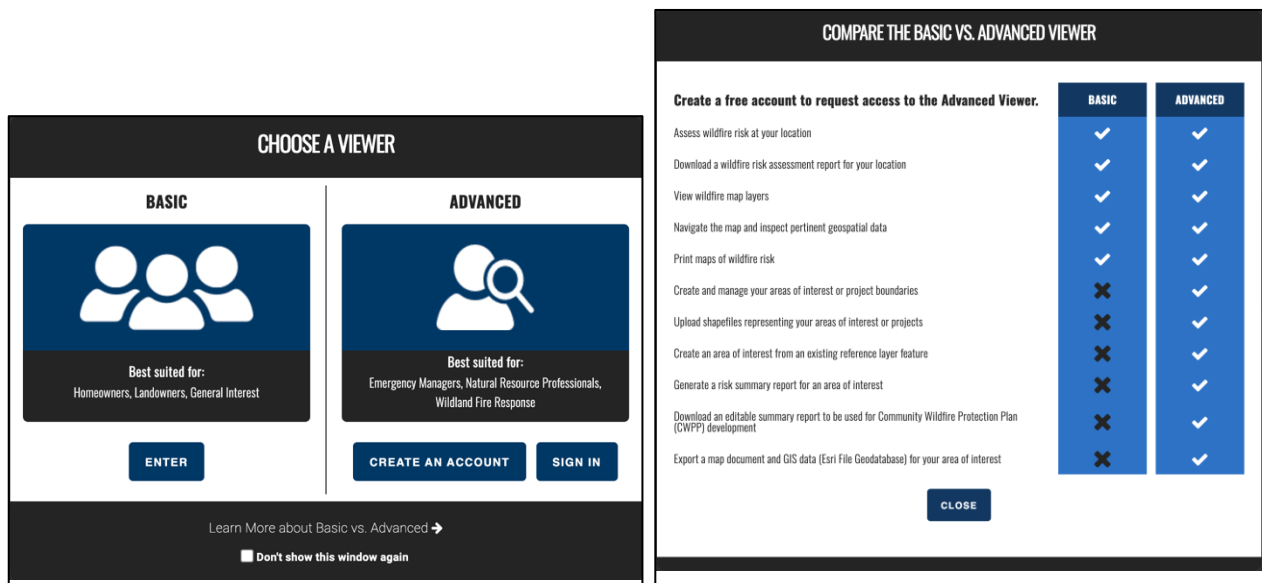 CHOOSE A VIEWER
BASIC
Best suited for:
Homeowners, Landowners, General Interest
ENTER
ADVANCED
Best suited for:
Emergency Managers, Natural Resource Professionals,
Wildland Fire Response
CREATE AN ACCOUNT
SIGN IN
Learn More about Basic vs. Advanced
Don't show this window again
COMPARE THE BASIC VS. ADVANCED VIEWER
Create a free account to request access to the Advanced Viewer.
BASIC
ADVANCED
Assess wildfire risk at your location
Download a wildfire risk assessment report for your location
View wildfire map layers
Navigate the map and inspect pertinent geospatial data
Print maps of wildfire risk
Create and manage your areas of interest or project boundaries
Upload shapefiles representing your areas of interest or projects
Create an area of interest from an existing reference layer feature
Generate a risk summary report for an area of interest
Download an editable summary report to be used for Community Wildfire Protection Plan
(CWPP) development
Export a map document and GIS data (Esri File Geodatabase) for your area of interest
CLOSE